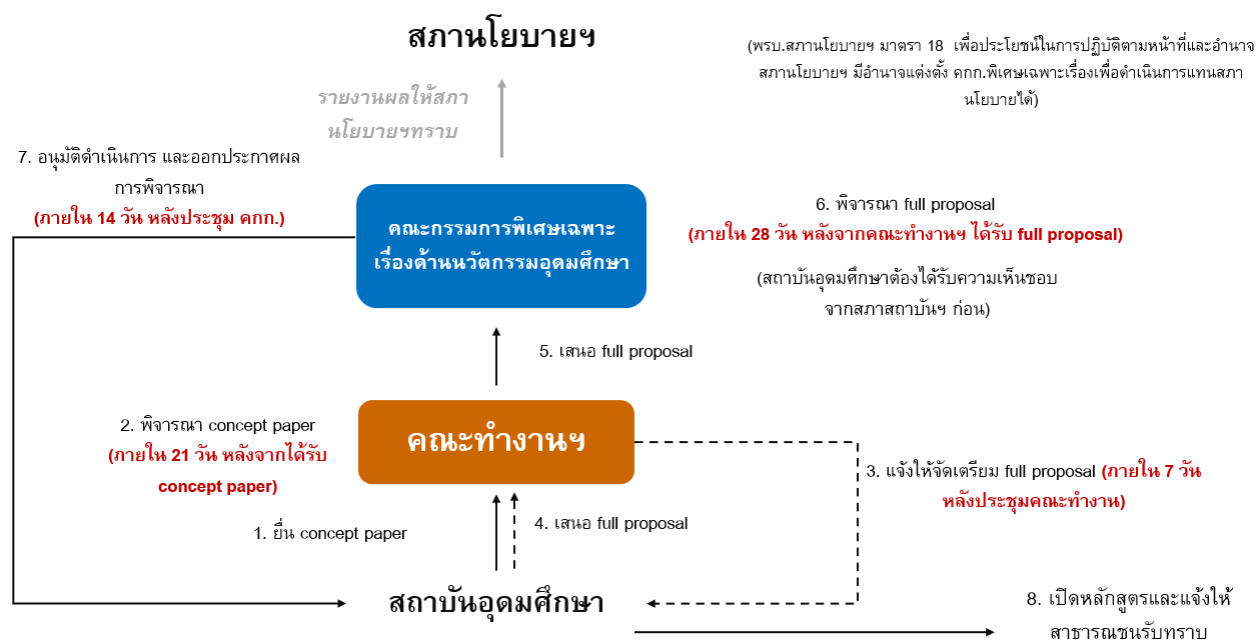 สภานโยบายฯ
(พรบ.สภานโยบายฯ มาตรา 18 เพื่อประโยชน์ในการปฏิบัติตามหน้าที่และอำนาจ
สภานโยบายฯ มีอำนาจแต่งตั้ง คกก.พิเศษเฉพาะเรื่องเพื่อดำเนินการแทนสภา
นโยบายได้)
รายงานผลให้สภา
นโยบายฯทราบ
7. อนุมัติดำเนินการ และออกประกาศผล
การพิจารณา
(ภายใน 14 วัน หลังประชุม คกก.)
คณะกรรมการพิเศษเฉพาะ
เรื่องด้านนวัตกรรมอุดมศึกษา
6. พิจารณา full proposal
(ภายใน 28 วัน หลังจากคณะทำงานฯ ได้รับ full proposal)
(สถาบันอุดมศึกษาต้องได้รับความเห็นชอบ
จากสภาสถาบันฯ ก่อน)
5. เสนอ full proposal
2. พิจารณา concept paper
(ภายใน 21 วัน หลังจากได้รับ
concept paper)
คณะทำงานฯ
3. แจ้งให้จัดเตรียม full proposal (ภายใน 7 วัน
หลังประชุมคณะทำงาน)
1. ยื่น concept paper
4. เสนอ full proposal
สถาบันอุดมศึกษา
8. เปิดหลักสูตรและแจ้งให้
สาธารณชนรับทราบ